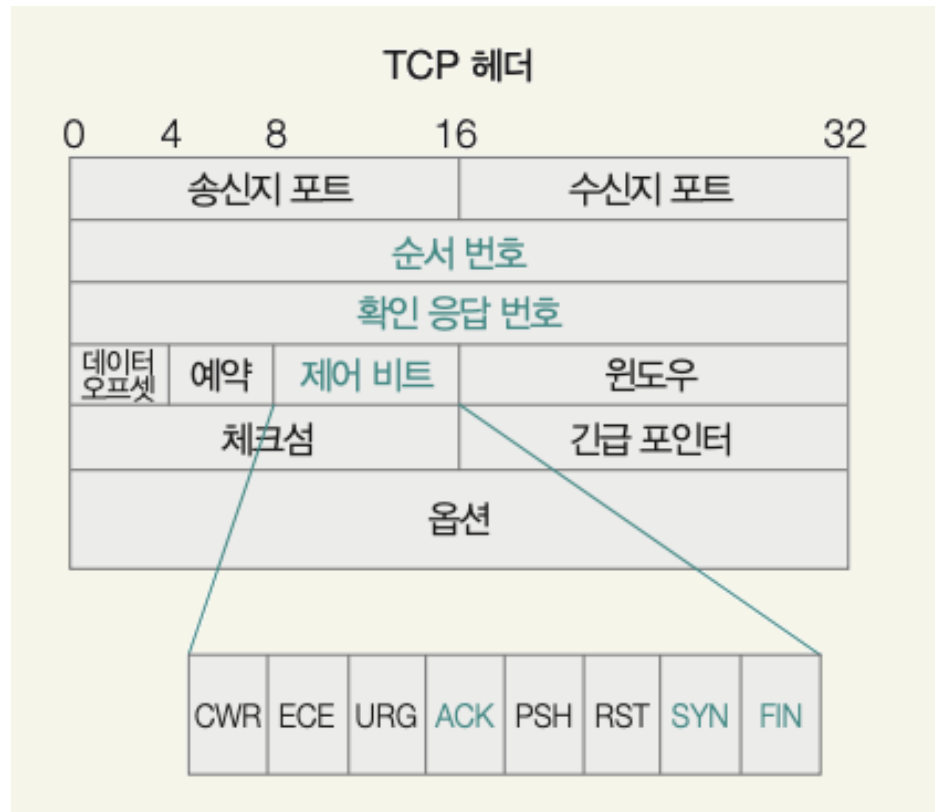 TCP 헤더
0 4 8 16 32
송신지 포트 수신지 포트
순서 번호
확인 응답 번호
데이터
오프셋 예약 제어 비트 윈도우
체크섬 긴급 포인터
옵션
CWR ECE URG ACK PSH RST SYN FIN